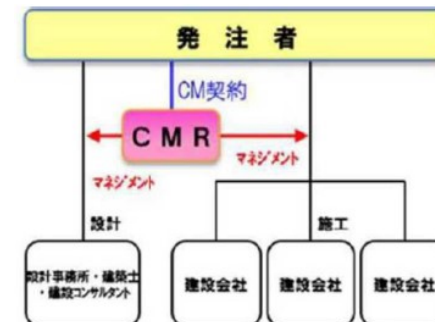 発注者
CM契約
CMR
マネジメント
マネジメント
設計
施工
設計事務所・建築士
・建設コンサルタント
建設会社
建設会社
建設会社